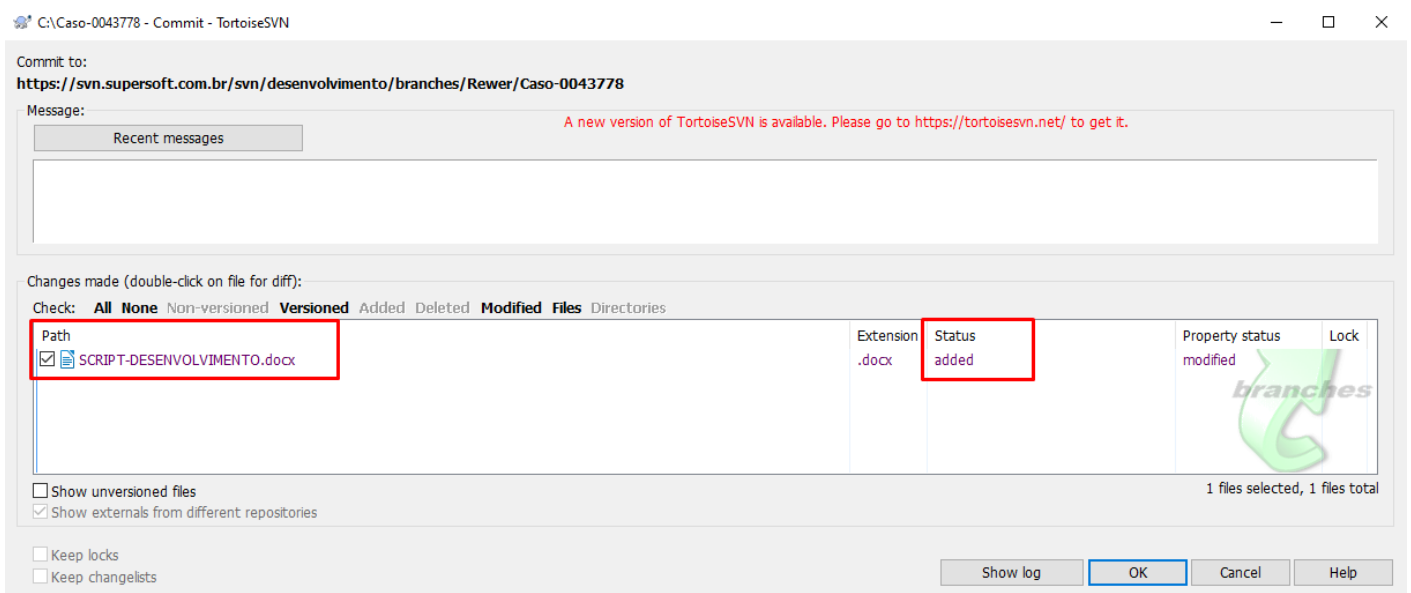 C:\Caso-0043778 - Commit - TortoiseSVN
Commit to:
https://svn.supersoft.com.br/svn/desenvolvimento/branches/Rewer/Caso-0043778
Message:
Recent messages
A new version of TortoiseSVN is available. Please go to https://tortoisesvn.net/ to get it.
Changes made (double-click on file for diff):
Check: All None Non-versioned Versioned Added Deleted Modified Files Directories
Path Extension Status Property status Lock
SCRIPT-DESENVOLVIMENTO.docx .docx added modified
branches
Show unversioned files 1 files selected, 1 files total
Show externals from different repositories
Keep locks
Keep changelists
Show log OK Cancel Help